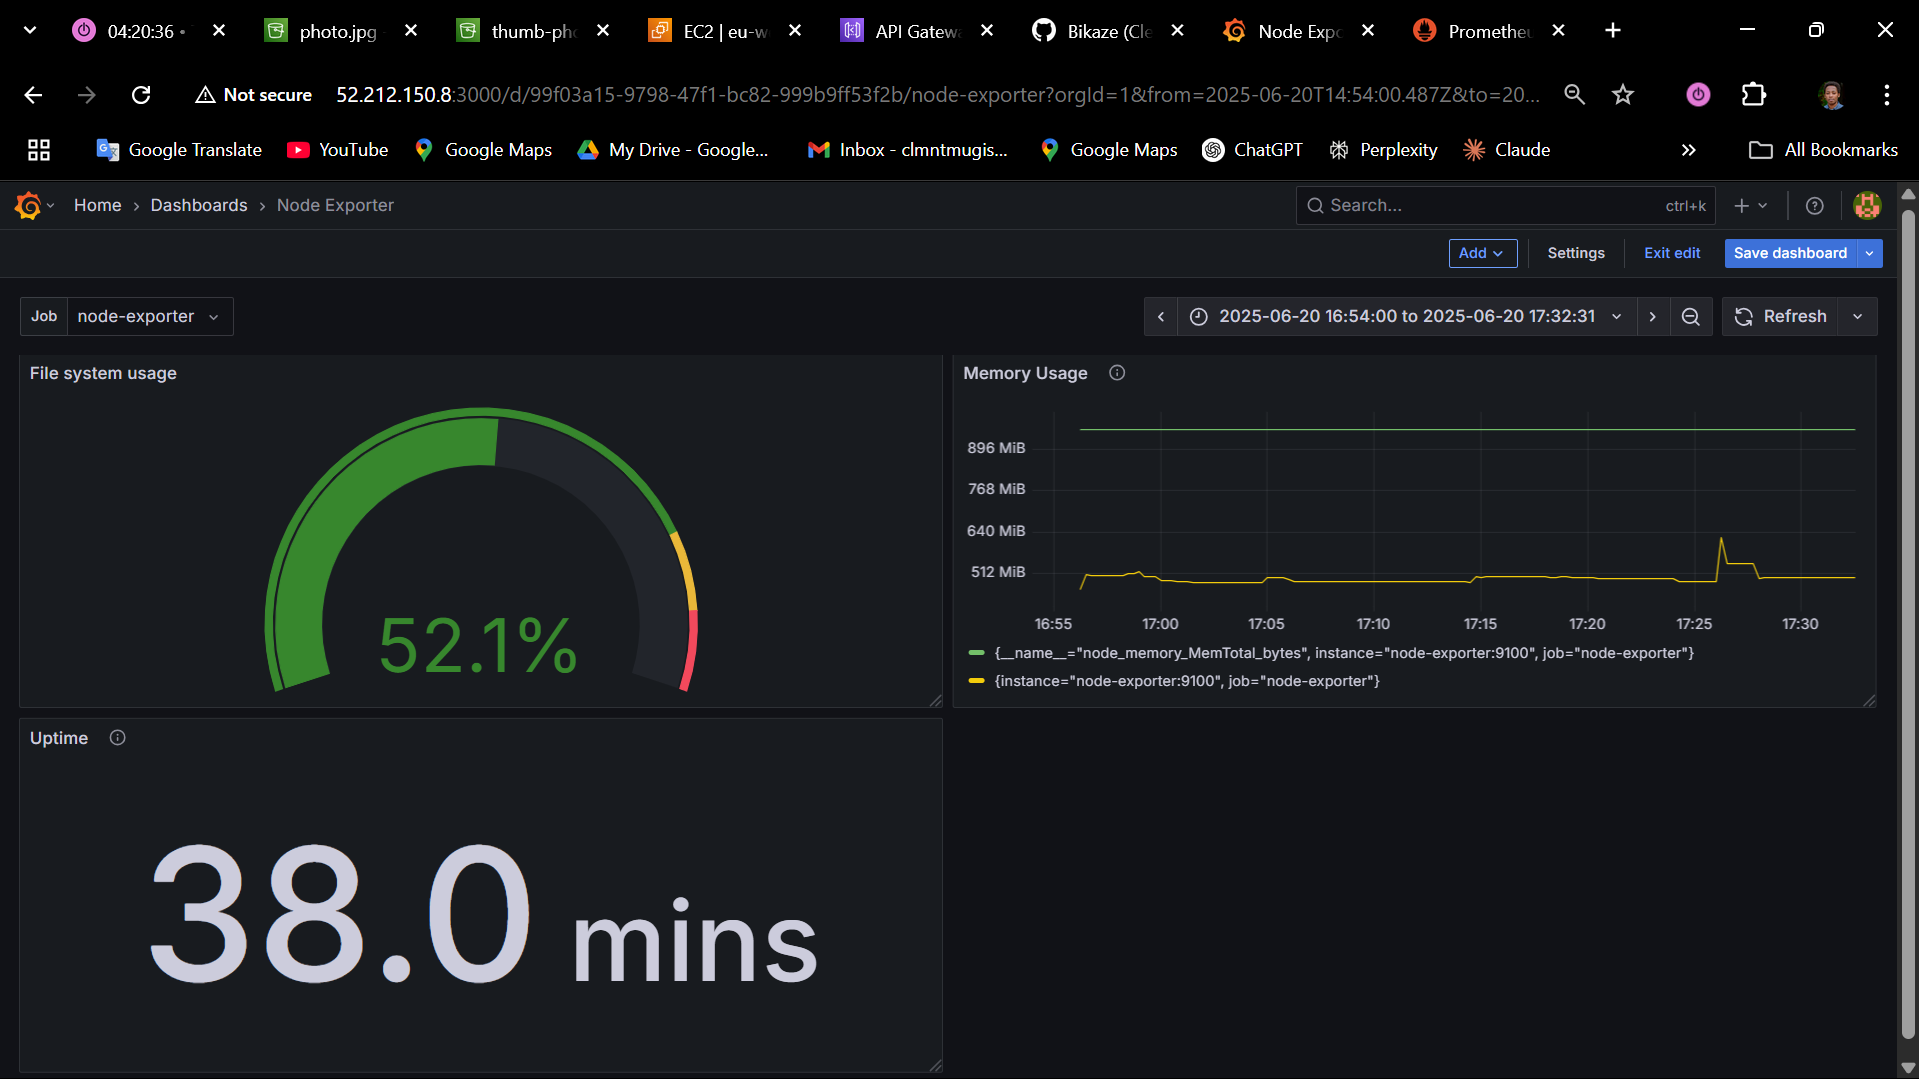 04:20:36 •
photo.jpg
thumb-ph
EC2 | eu-w
API Gatewa
Bikaze (Cle
Node Expo
Prometheu
Not secure
52.212.150.8:3000/d/99f03a15-9798-47f1-bc82-999b9ff53f2b/node-exporter?orgId=1&from=2025-06-20T14:54:00.487Z&to=20...
Google Translate
YouTube
Google Maps
My Drive - Google...
Inbox - clmntmugis...
Google Maps
ChatGPT
Perplexity
Claude
All Bookmarks
Home › Dashboards › Node Exporter
Search...
ctrl+k
Add
Settings
Exit edit
Save dashboard
Job
node-exporter
2025-06-20 16:54:00 to 2025-06-20 17:32:31
Refresh
File system usage
52.1%
Memory Usage
896 MiB
768 MiB
640 MiB
512 MiB
16:55 17:00 17:05 17:10 17:15 17:20 17:25 17:30
{__name__="node_memory_MemTotal_bytes", instance="node-exporter:9100", job="node-exporter"}
{instance="node-exporter:9100", job="node-exporter"}
Uptime
38.0 mins